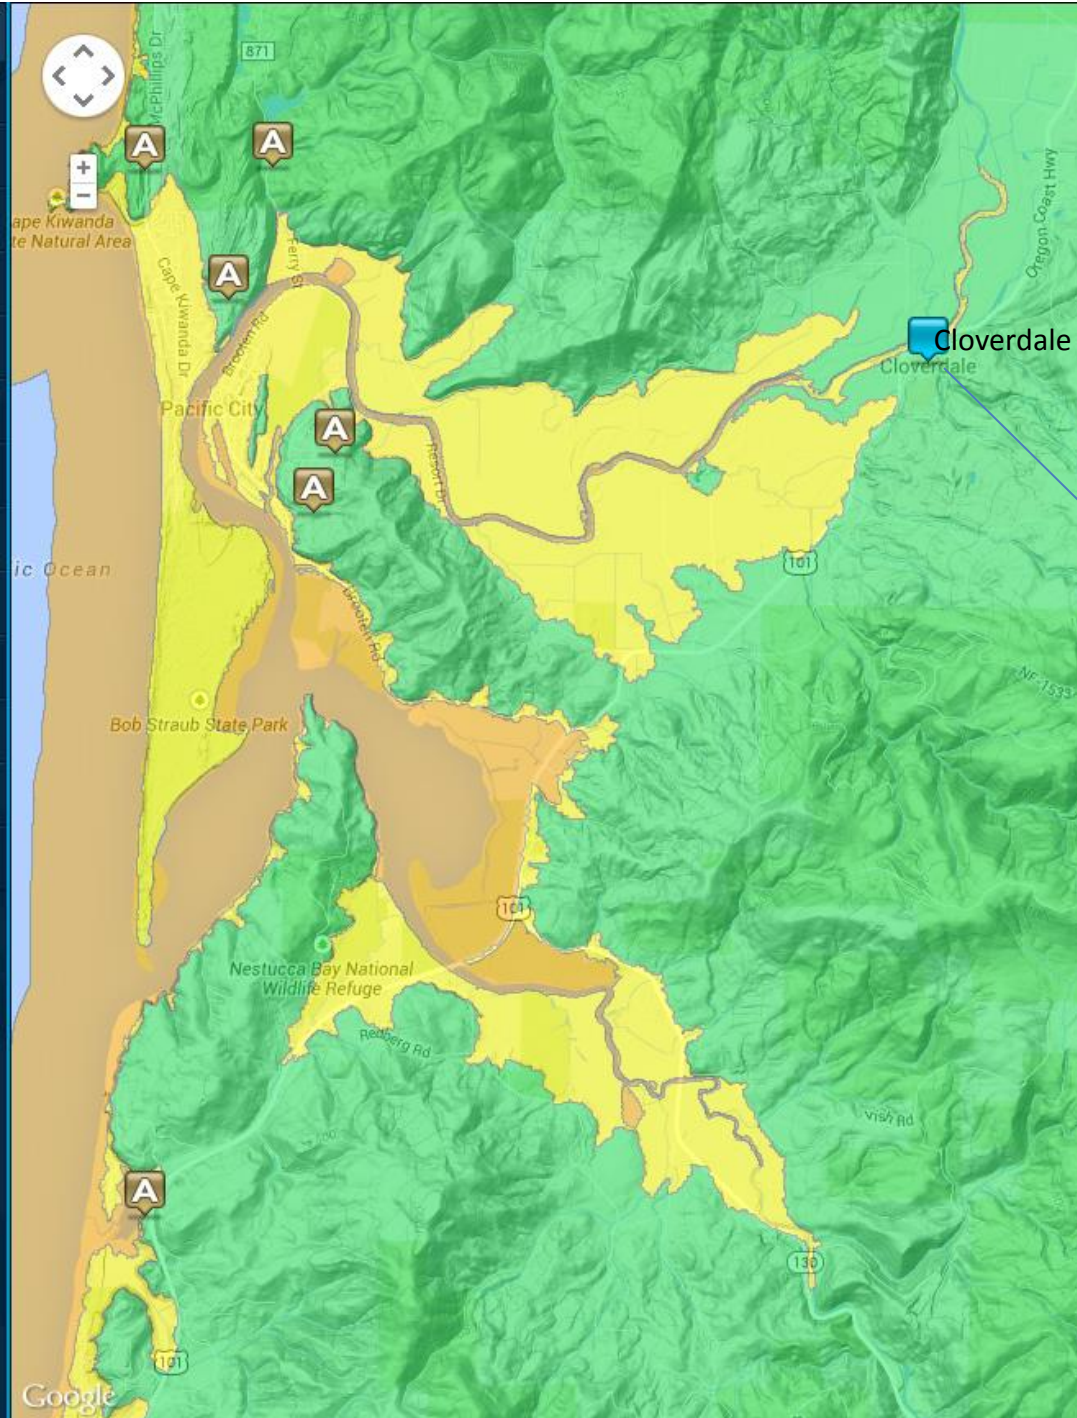 McPhillips Dr
871
A
A
+
−
ape Kiwanda
te Natural Area
Oregon Coast Hwy
Ferry St
A
Cape Kiwanda Dr
Brooten Rd
Cloverdale
Cloverdale
Pacific City
A
Resort Dr
A
101
ic Ocean
Brooten Rd
NF-1533
Bob Straub State Park
101
Nestucca Bay National
Wildlife Refuge
Redberg Rd
Vish Rd
A
130
101
Google